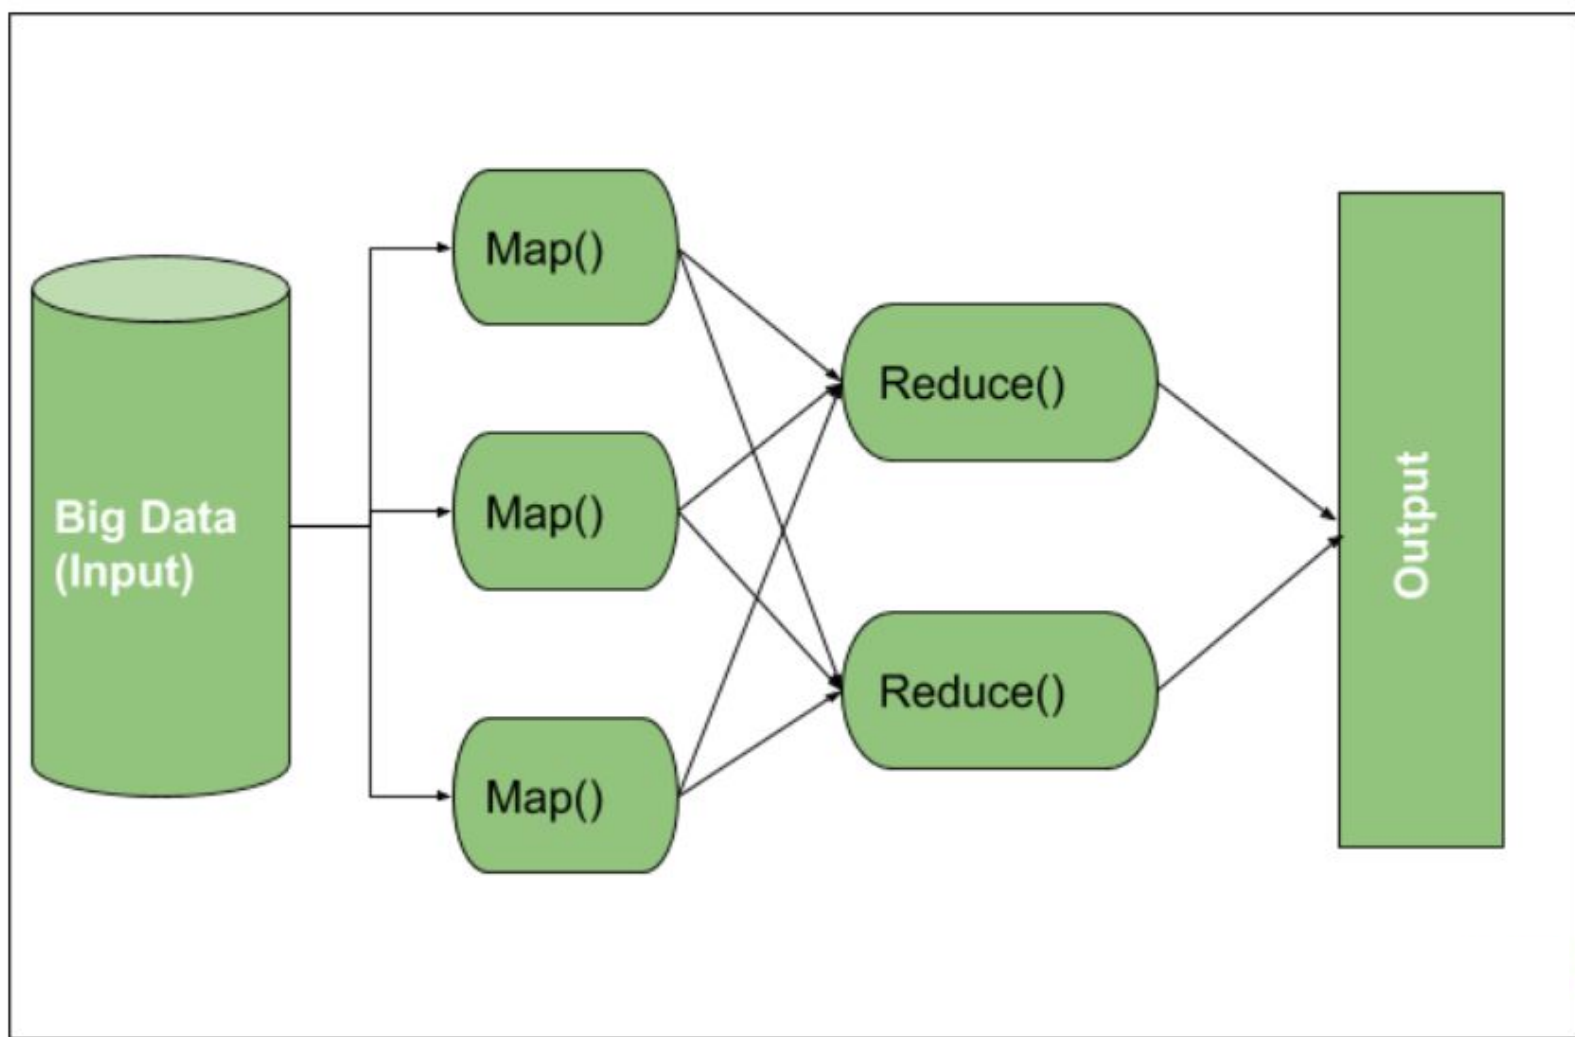 Big Data
(Input)
Map()
Map()
Map()
Reduce()
Reduce()
Output